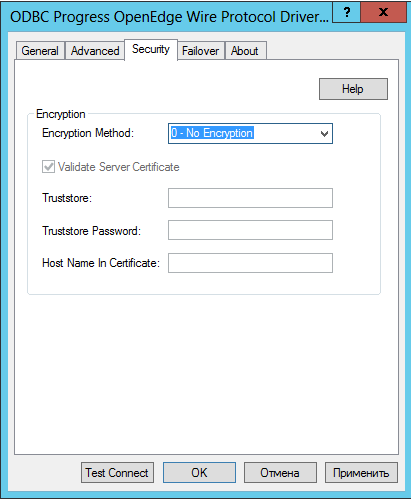 ODBC Progress OpenEdge Wire Protocol Driver... ? x
General Advanced Security Failover About
Help
Encryption
Encryption Method: 0 - No Encryption
Validate Server Certificate
Truststore:
Truststore Password:
Host Name In Certificate:
Test Connect OK Отмена Применить